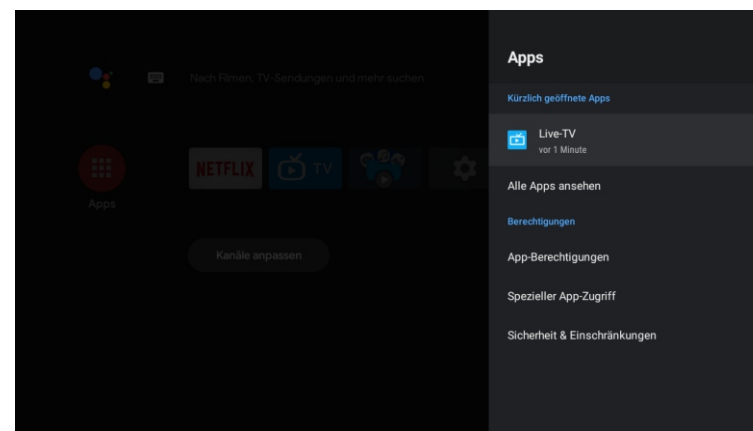 Nach Filmen, TV-Sendungen und mehr suchen
NETFLIX
TV
Apps
Kanäle anpassen
Apps
Kürzlich geöffnete Apps
Live-TV
vor 1 Minute
Alle Apps ansehen
Berechtigungen
App-Berechtigungen
Spezieller App-Zugriff
Sicherheit & Einschränkungen